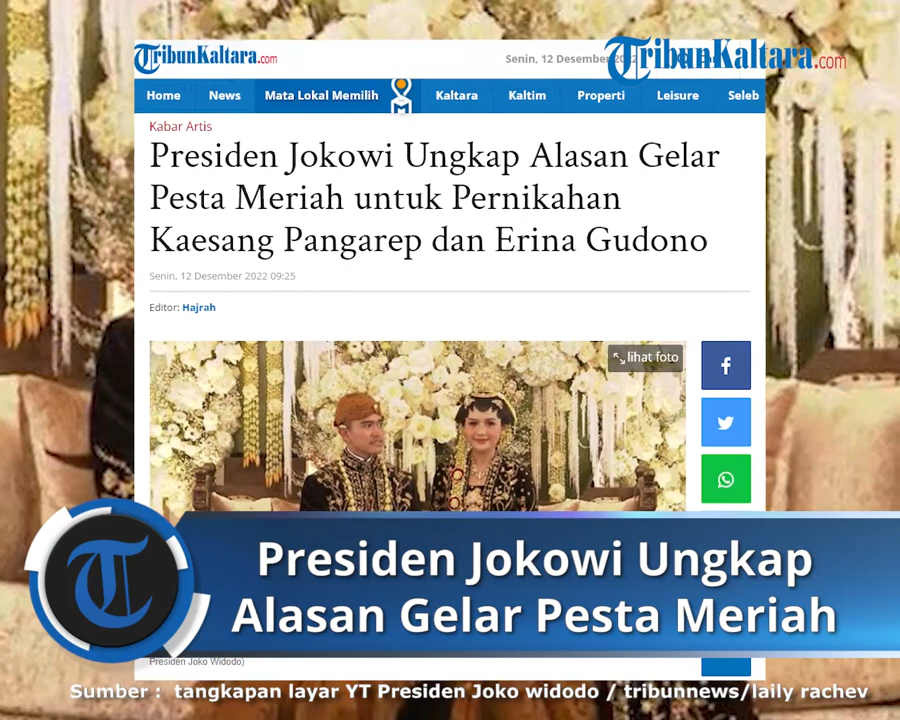 TribunKaltara.com
Senin, 12 Desember
TribunKaltara.com
Home News Mata Lokal Memilih Kaltara Kaltim Properti Leisure Seleb
Kabar Artis
Presiden Jokowi Ungkap Alasan Gelar
Pesta Meriah untuk Pernikahan
Kaesang Pangarep dan Erina Gudono
Senin, 12 Desember 2022 09:25
Editor: Hajrah
lihat foto
Presiden Jokowi Ungkap
Alasan Gelar Pesta Meriah
Presiden Joko Widodo)
Sumber : tangkapan layar YT Presiden Joko widodo / tribunnews/laily rachev